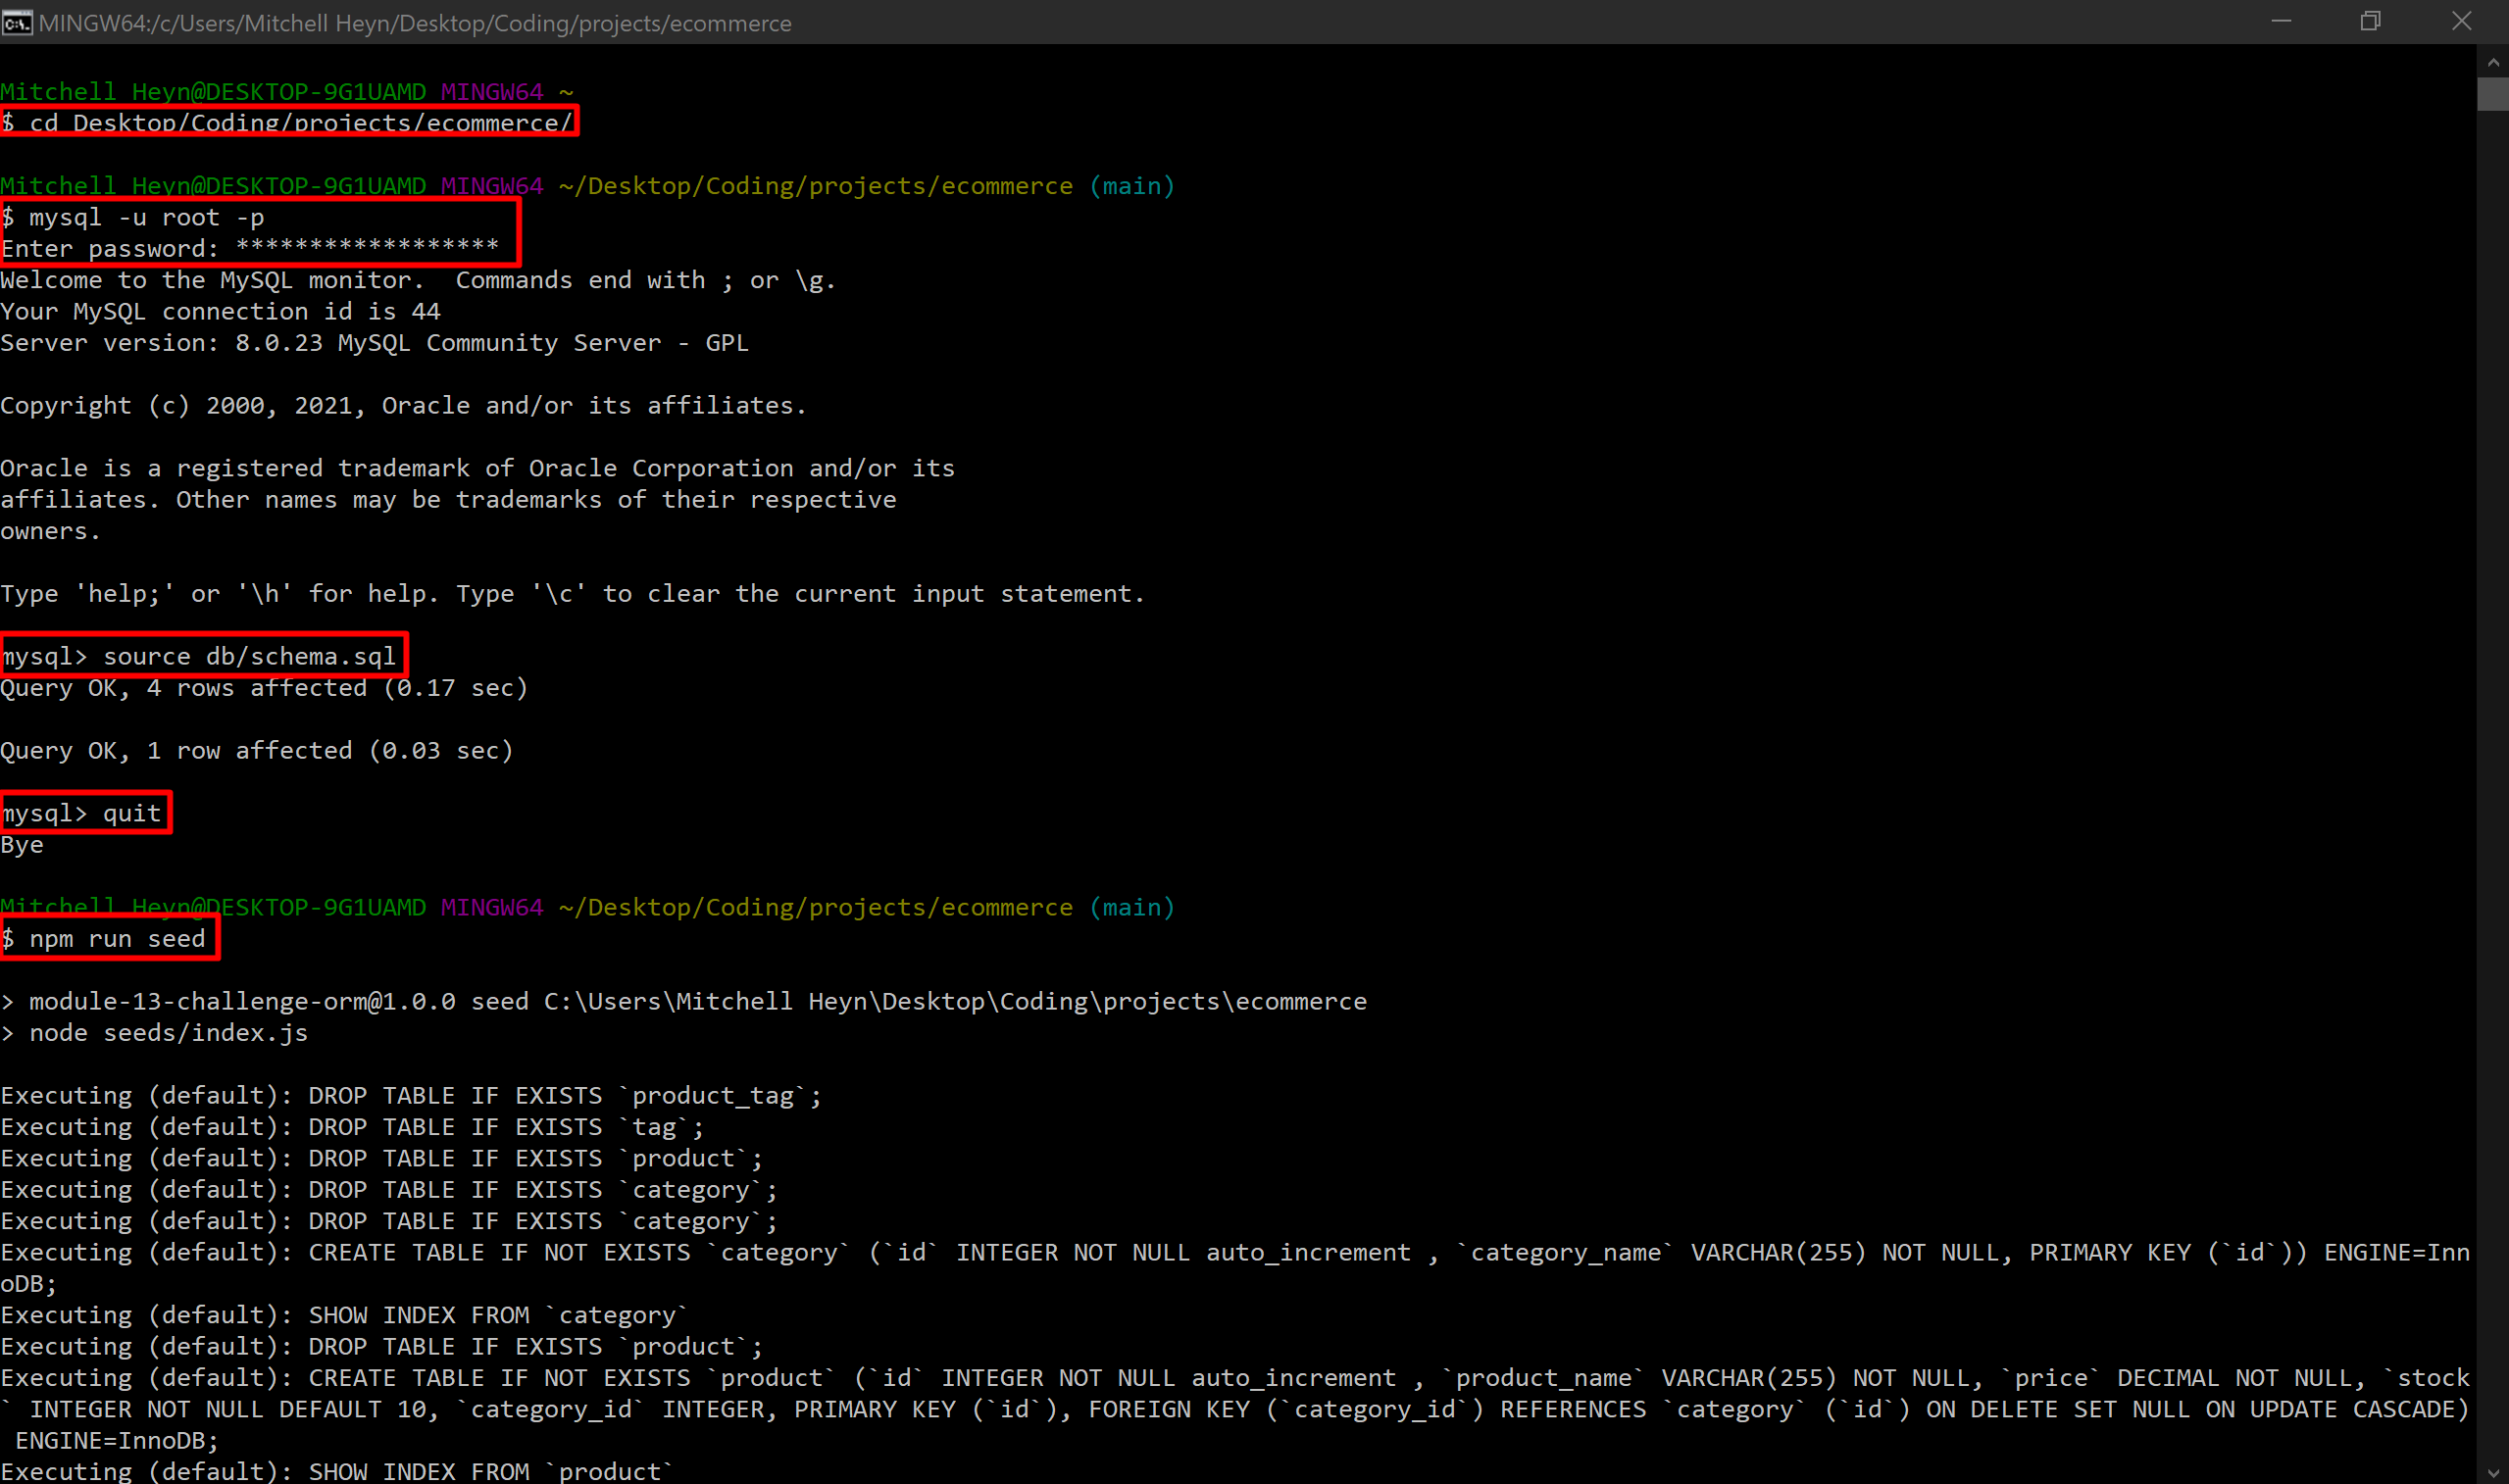 MINGW64:/c/Users/Mitchell Heyn/Desktop/Coding/projects/ecommerce
Mitchell Heyn@DESKTOP-9G1UAMD MINGW64 ~
$ cd Desktop/Coding/projects/ecommerce/
Mitchell Heyn@DESKTOP-9G1UAMD MINGW64 ~/Desktop/Coding/projects/ecommerce (main)
$ mysql -u root -p
Enter password: ******************
Welcome to the MySQL monitor.  Commands end with ; or \g.
Your MySQL connection id is 44
Server version: 8.0.23 MySQL Community Server - GPL
Copyright (c) 2000, 2021, Oracle and/or its affiliates.
Oracle is a registered trademark of Oracle Corporation and/or its
affiliates. Other names may be trademarks of their respective
owners.
Type 'help;' or '\h' for help. Type '\c' to clear the current input statement.
mysql> source db/schema.sql
Query OK, 4 rows affected (0.17 sec)
Query OK, 1 row affected (0.03 sec)
mysql> quit
Bye
Mitchell Heyn@DESKTOP-9G1UAMD MINGW64 ~/Desktop/Coding/projects/ecommerce (main)
$ npm run seed
> module-13-challenge-orm@1.0.0 seed C:\Users\Mitchell Heyn\Desktop\Coding\projects\ecommerce
> node seeds/index.js
Executing (default): DROP TABLE IF EXISTS `product_tag`;
Executing (default): DROP TABLE IF EXISTS `tag`;
Executing (default): DROP TABLE IF EXISTS `product`;
Executing (default): DROP TABLE IF EXISTS `category`;
Executing (default): DROP TABLE IF EXISTS `category`;
Executing (default): CREATE TABLE IF NOT EXISTS `category` (`id` INTEGER NOT NULL auto_increment , `category_name` VARCHAR(255) NOT NULL, PRIMARY KEY (`id`)) ENGINE=Inn
oDB;
Executing (default): SHOW INDEX FROM `category`
Executing (default): DROP TABLE IF EXISTS `product`;
Executing (default): CREATE TABLE IF NOT EXISTS `product` (`id` INTEGER NOT NULL auto_increment , `product_name` VARCHAR(255) NOT NULL, `price` DECIMAL NOT NULL, `stock
` INTEGER NOT NULL DEFAULT 10, `category_id` INTEGER, PRIMARY KEY (`id`), FOREIGN KEY (`category_id`) REFERENCES `category` (`id`) ON DELETE SET NULL ON UPDATE CASCADE)
 ENGINE=InnoDB;
Executing (default): SHOW INDEX FROM `product`